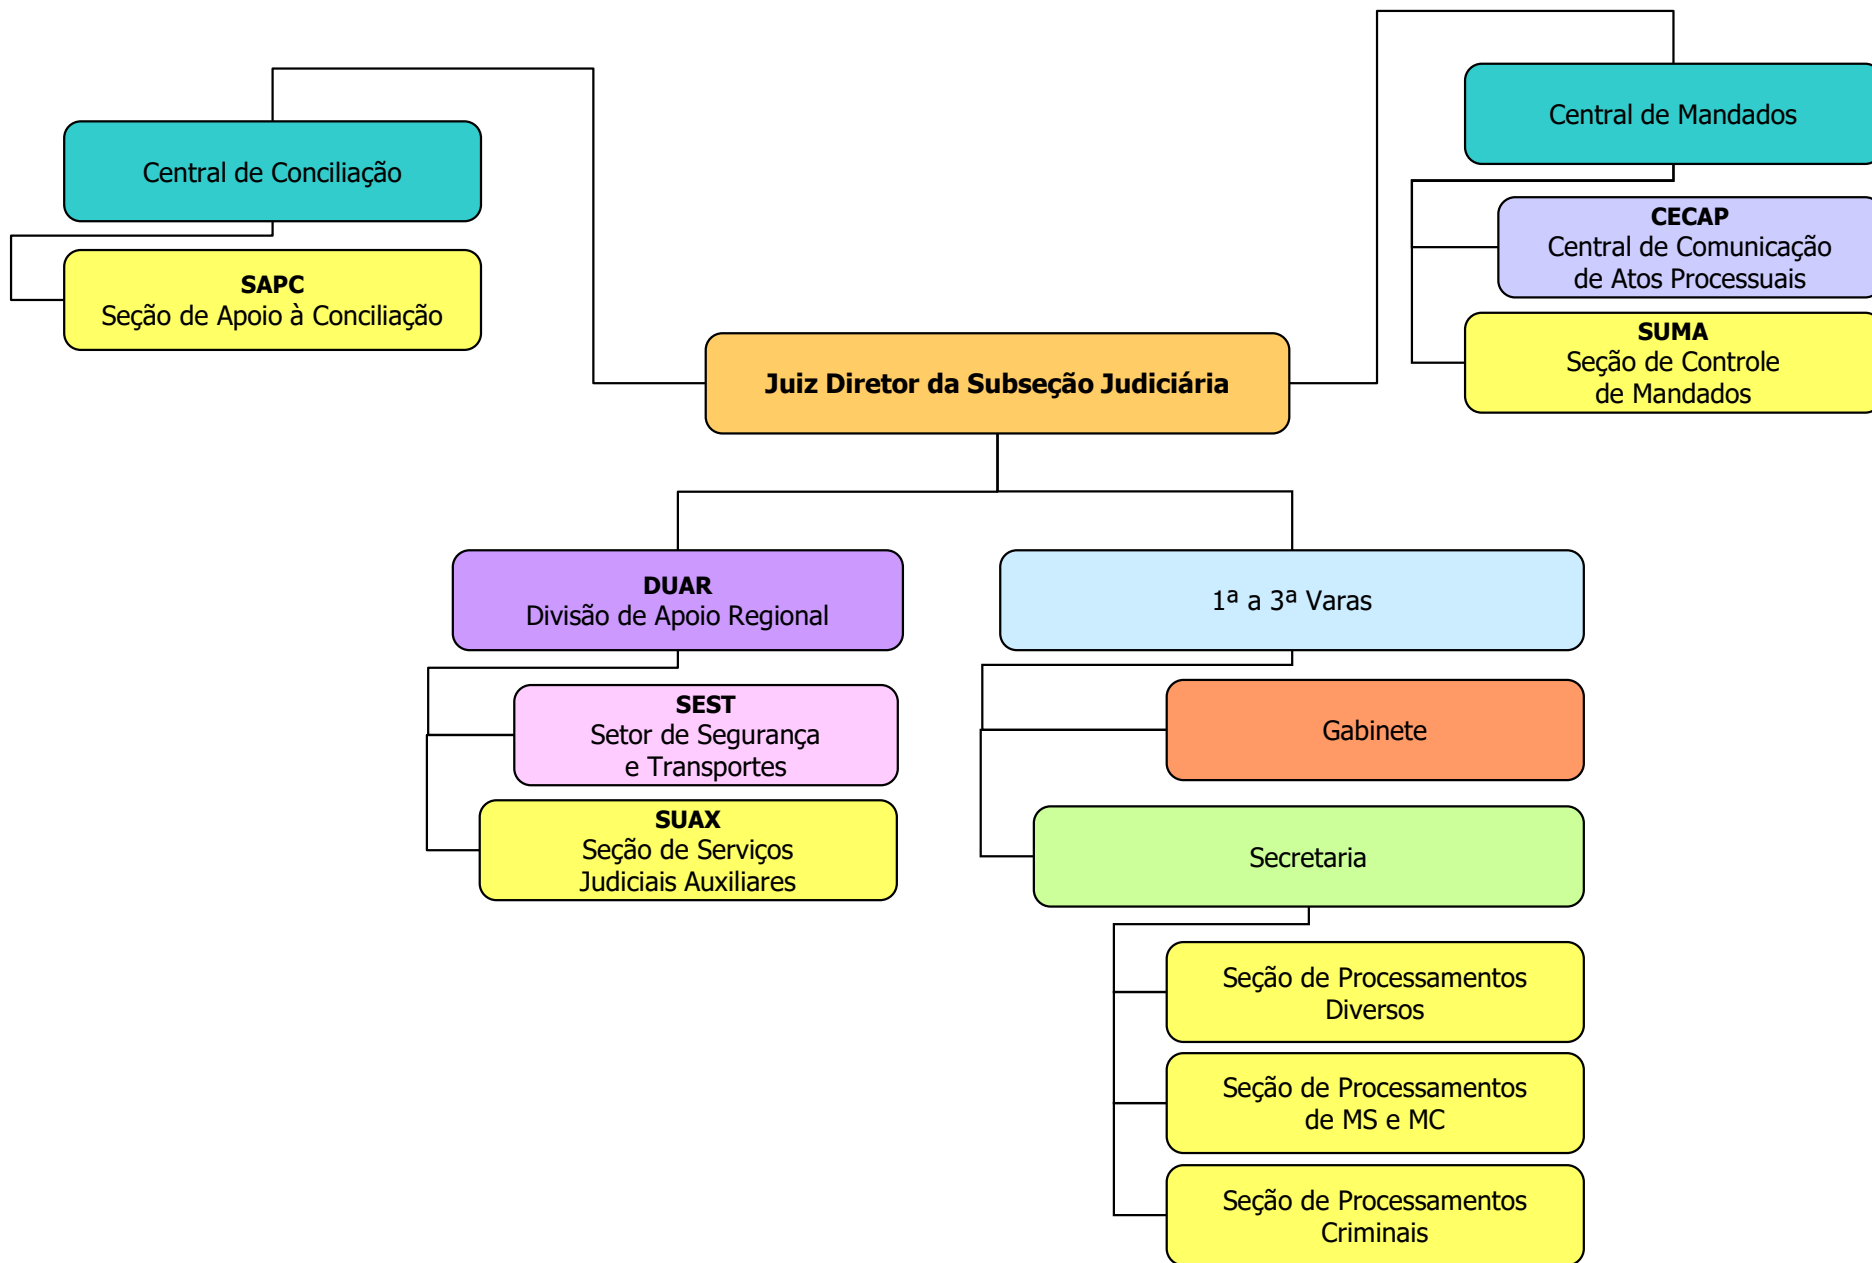 Central de Conciliação
SAPC
Seção de Apoio à Conciliação
Central de Mandados
CECAP
Central de Comunicação
de Atos Processuais
SUMA
Seção de Controle
de Mandados
Juiz Diretor da Subseção Judiciária
DUAR
Divisão de Apoio Regional
SEST
Setor de Segurança
e Transportes
SUAX
Seção de Serviços
Judiciais Auxiliares
1ª a 3ª Varas
Gabinete
Secretaria
Seção de Processamentos
Diversos
Seção de Processamentos
de MS e MC
Seção de Processamentos
Criminais